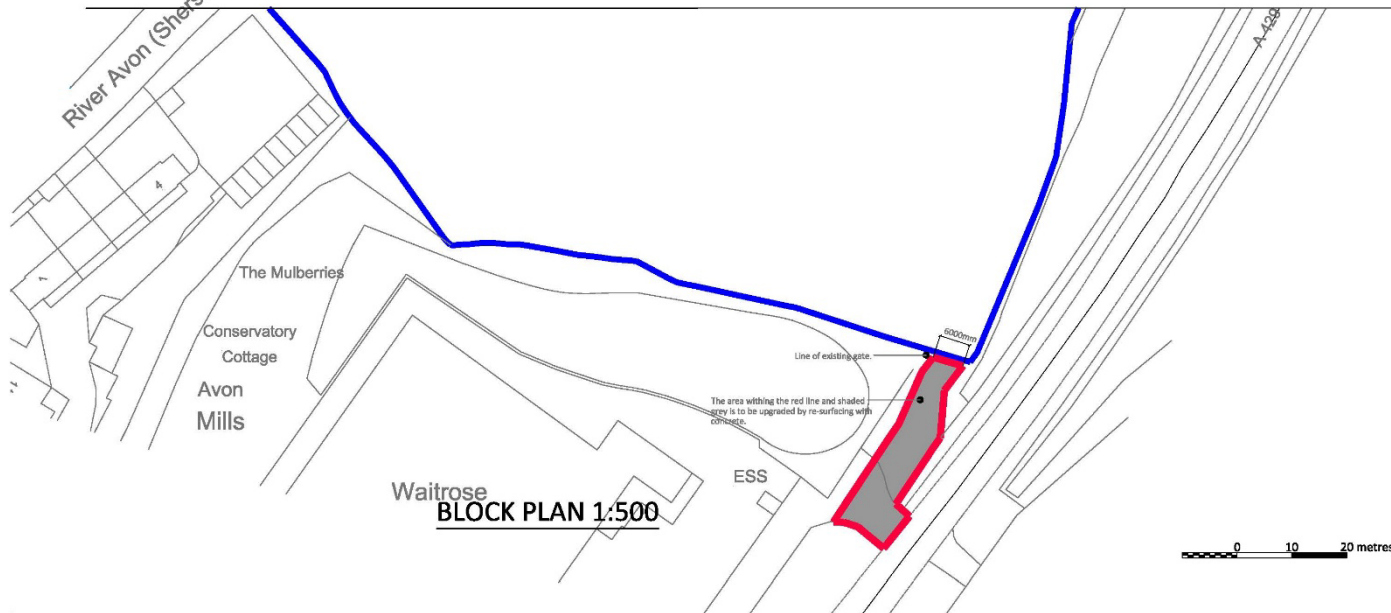 River Avon (Shers
A 429
4
1
The Mulberries
Conservatory
Cottage
Avon
Mills
Waitrose
ESS
6000mm
Line of existing gate.
The area withing the red line and shaded
grey is to be upgraded by re-surfacing with
concrete.
BLOCK PLAN 1:500
0 10 20 metres